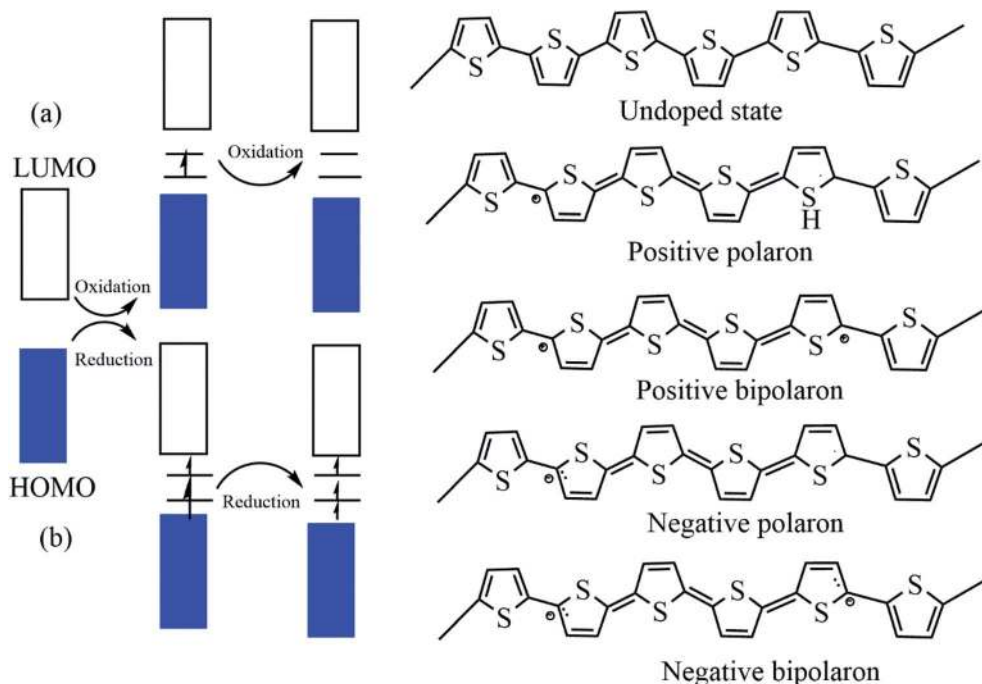 (a)
LUMO
Oxidation
Oxidation
Reduction
HOMO
(b)
Reduction
S S S S S S
Undoped state
S S S S S S
H
Positive polaron
S S S S S S
Positive bipolaron
S S S S S S
Negative polaron
S S S S S S
Negative bipolaron